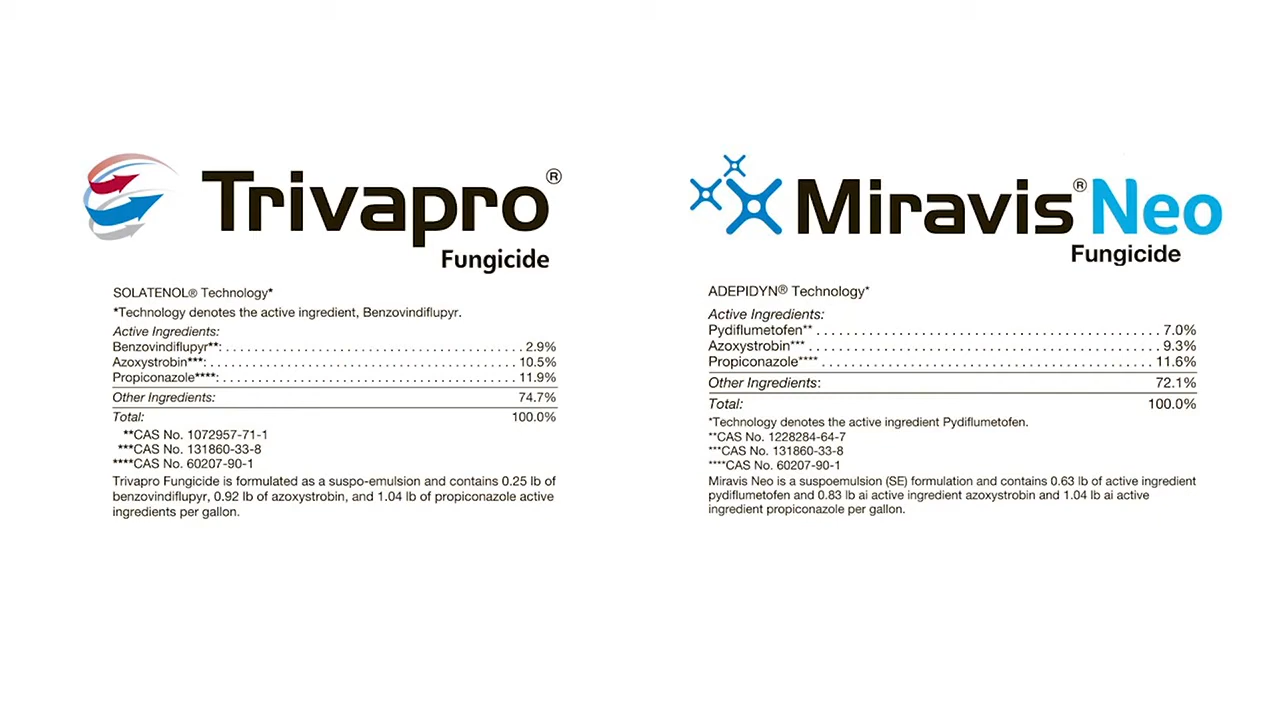 Trivapro®
Fungicide
SOLATENOL® Technology*
*Technology denotes the active ingredient, Benzovindiflupyr.
Active Ingredients:
Benzovindiflupyr**: . . . . . . . . . . . . . . . . . . . . . . . . . . . . . . . . . . . . . . . . . . 2.9%
Azoxystrobin***: . . . . . . . . . . . . . . . . . . . . . . . . . . . . . . . . . . . . . . . . . . . 10.5%
Propiconazole****: . . . . . . . . . . . . . . . . . . . . . . . . . . . . . . . . . . . . . . . . . 11.9%
Other Ingredients: 74.7%
Total: 100.0%
**CAS No. 1072957-71-1
***CAS No. 131860-33-8
****CAS No. 60207-90-1
Trivapro Fungicide is formulated as a suspo-emulsion and contains 0.25 lb of
benzovindiflupyr, 0.92 lb of azoxystrobin, and 1.04 lb of propiconazole active
ingredients per gallon.
Miravis® Neo
Fungicide
ADEPIDYN® Technology*
Active Ingredients:
Pydiflumetofen** . . . . . . . . . . . . . . . . . . . . . . . . . . . . . . . . . . . . . . . . . . . . . 7.0%
Azoxystrobin*** . . . . . . . . . . . . . . . . . . . . . . . . . . . . . . . . . . . . . . . . . . . . . . 9.3%
Propiconazole**** . . . . . . . . . . . . . . . . . . . . . . . . . . . . . . . . . . . . . . . . . . . 11.6%
Other Ingredients: 72.1%
Total: 100.0%
*Technology denotes the active ingredient Pydiflumetofen.
**CAS No. 1228284-64-7
***CAS No. 131860-33-8
****CAS No. 60207-90-1
Miravis Neo is a suspoemulsion (SE) formulation and contains 0.63 lb of active ingredient
pydiflumetofen and 0.83 lb ai active ingredient azoxystrobin and 1.04 lb ai active
ingredient propiconazole per gallon.